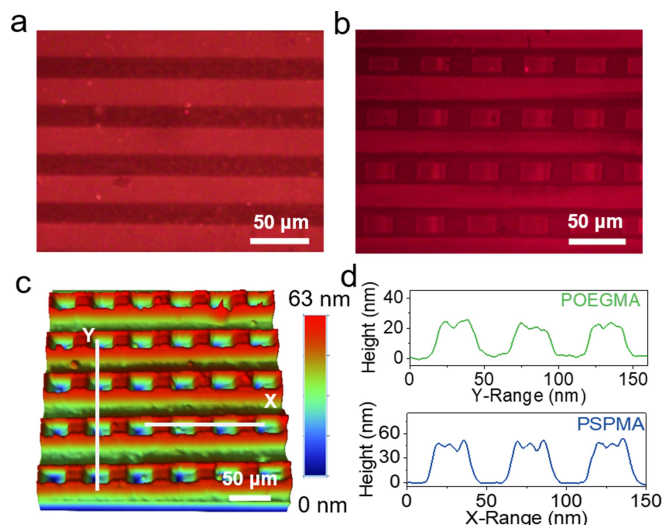 a
50 μm
b
50 μm
c
Y
X
50 μm
63 nm
0 nm
d
POEGMA
Height (nm)
40
20
0
0 50 100 150
Y-Range (nm)
PSPMA
Height (nm)
60
30
0
0 50 100 150
X-Range (nm)